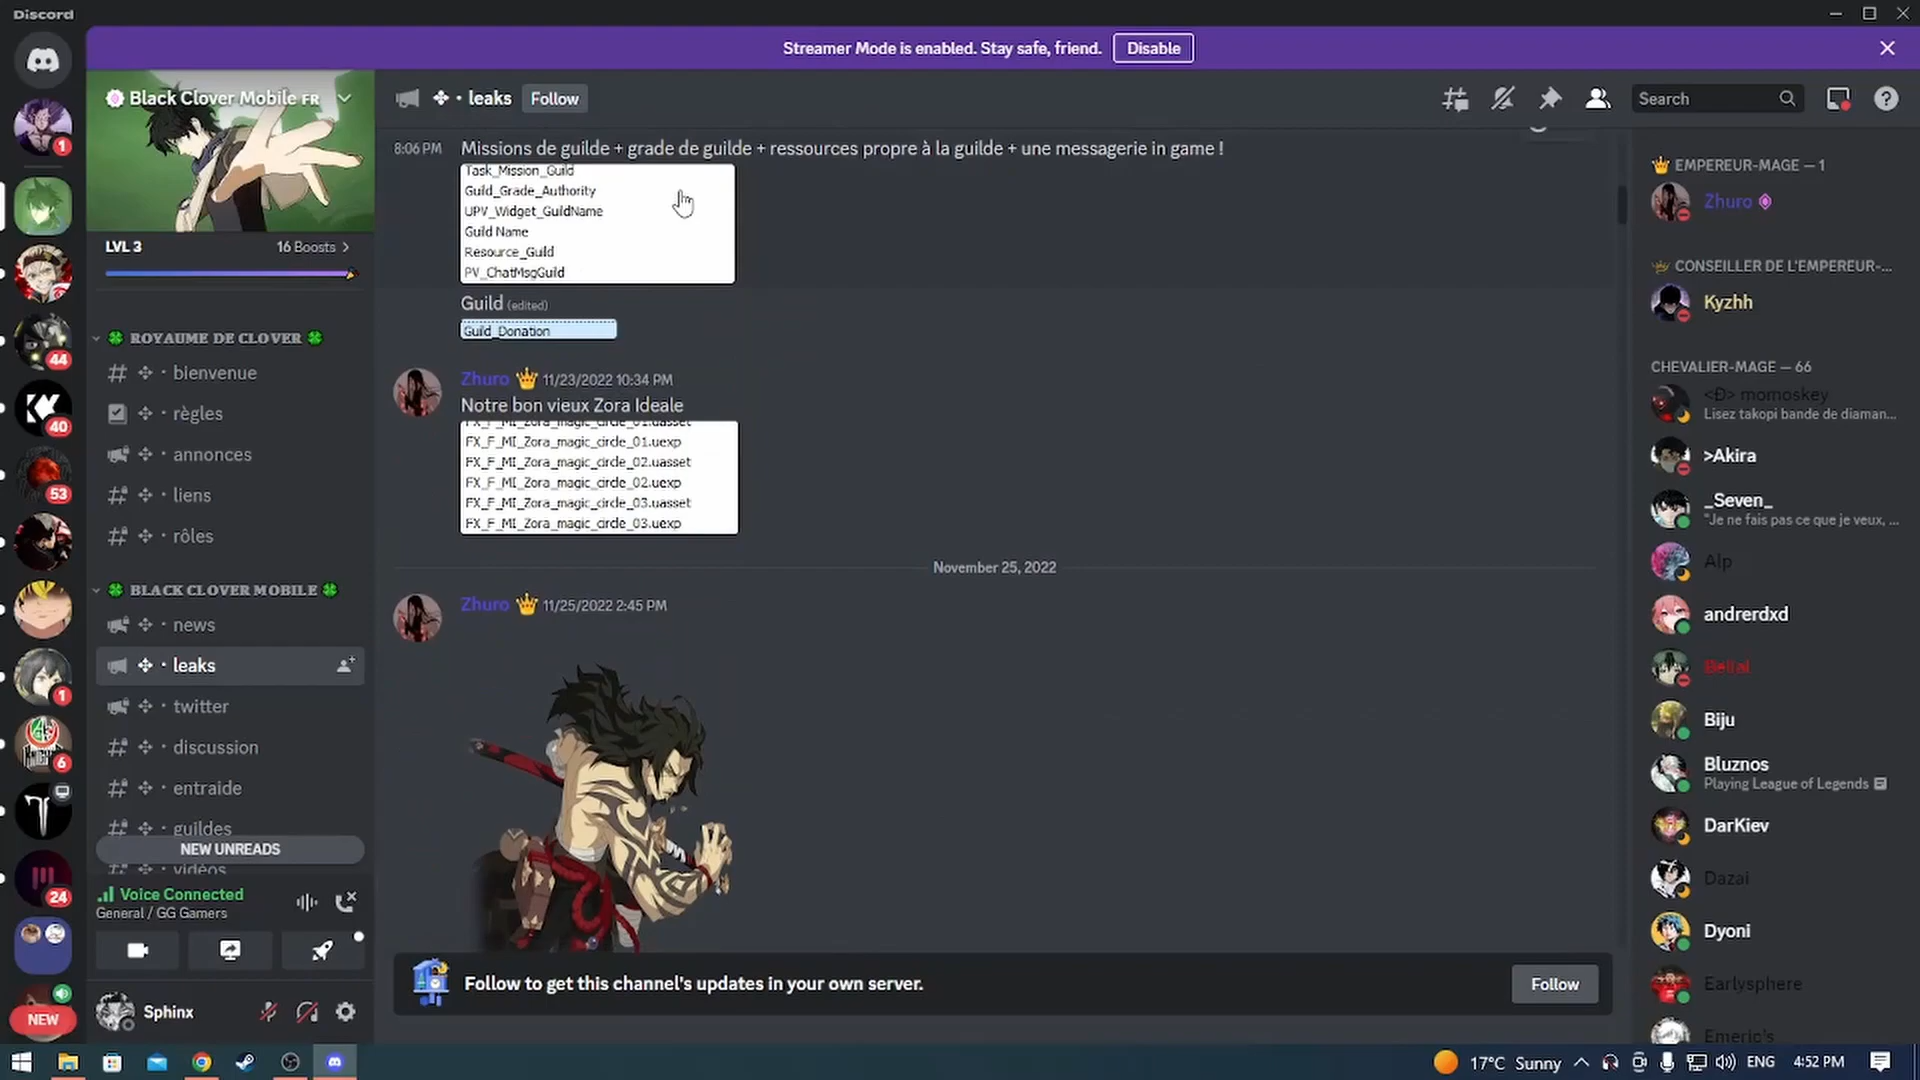 Discord
Streamer Mode is enabled. Stay safe, friend.
Disable
Black Clover Mobile FR
LVL 3
16 Boosts
ROYAUME DE CLOVER
bienvenue
règles
annonces
liens
rôles
BLACK CLOVER MOBILE
news
leaks
twitter
discussion
entraide
guildes
NEW UNREADS
vidéos
Voice Connected
General / GG Gamers
Sphinx
1
44
40
53
1
6
24
NEW
leaks
Follow
Search
8:06 PM
Missions de guilde + grade de guilde + ressources propre à la guilde + une messagerie in game !
Task_Mission_Guild
Guild_Grade_Authority
UPV_Widget_GuildName
Guild Name
Resource_Guild
PV_ChatMsgGuild
Guild (edited)
Guild_Donation
Zhuro 11/23/2022 10:34 PM
Notre bon vieux Zora Ideale
FX_F_MI_Zora_magic_circle_01.uasset
FX_F_MI_Zora_magic_circle_01.uexp
FX_F_MI_Zora_magic_circle_02.uasset
FX_F_MI_Zora_magic_circle_02.uexp
FX_F_MI_Zora_magic_circle_03.uasset
FX_F_MI_Zora_magic_circle_03.uexp
November 25, 2022
Zhuro 11/25/2022 2:45 PM
Follow to get this channel's updates in your own server.
Follow
EMPEREUR-MAGE — 1
Zhuro
CONSEILLER DE L'EMPEREUR-...
Kyzhh
CHEVALIER-MAGE — 66
<Đ> momoskey
Lisez takopi bande de diaman...
>Akira
_Seven_
"Je ne fais pas ce que je veux, ...
Alp
andrerdxd
Belial
Biju
Bluznos
Playing League of Legends
DarKiev
Dazai
Dyoni
Earlysphere
Emeric's
17°C Sunny
ENG
4:52 PM